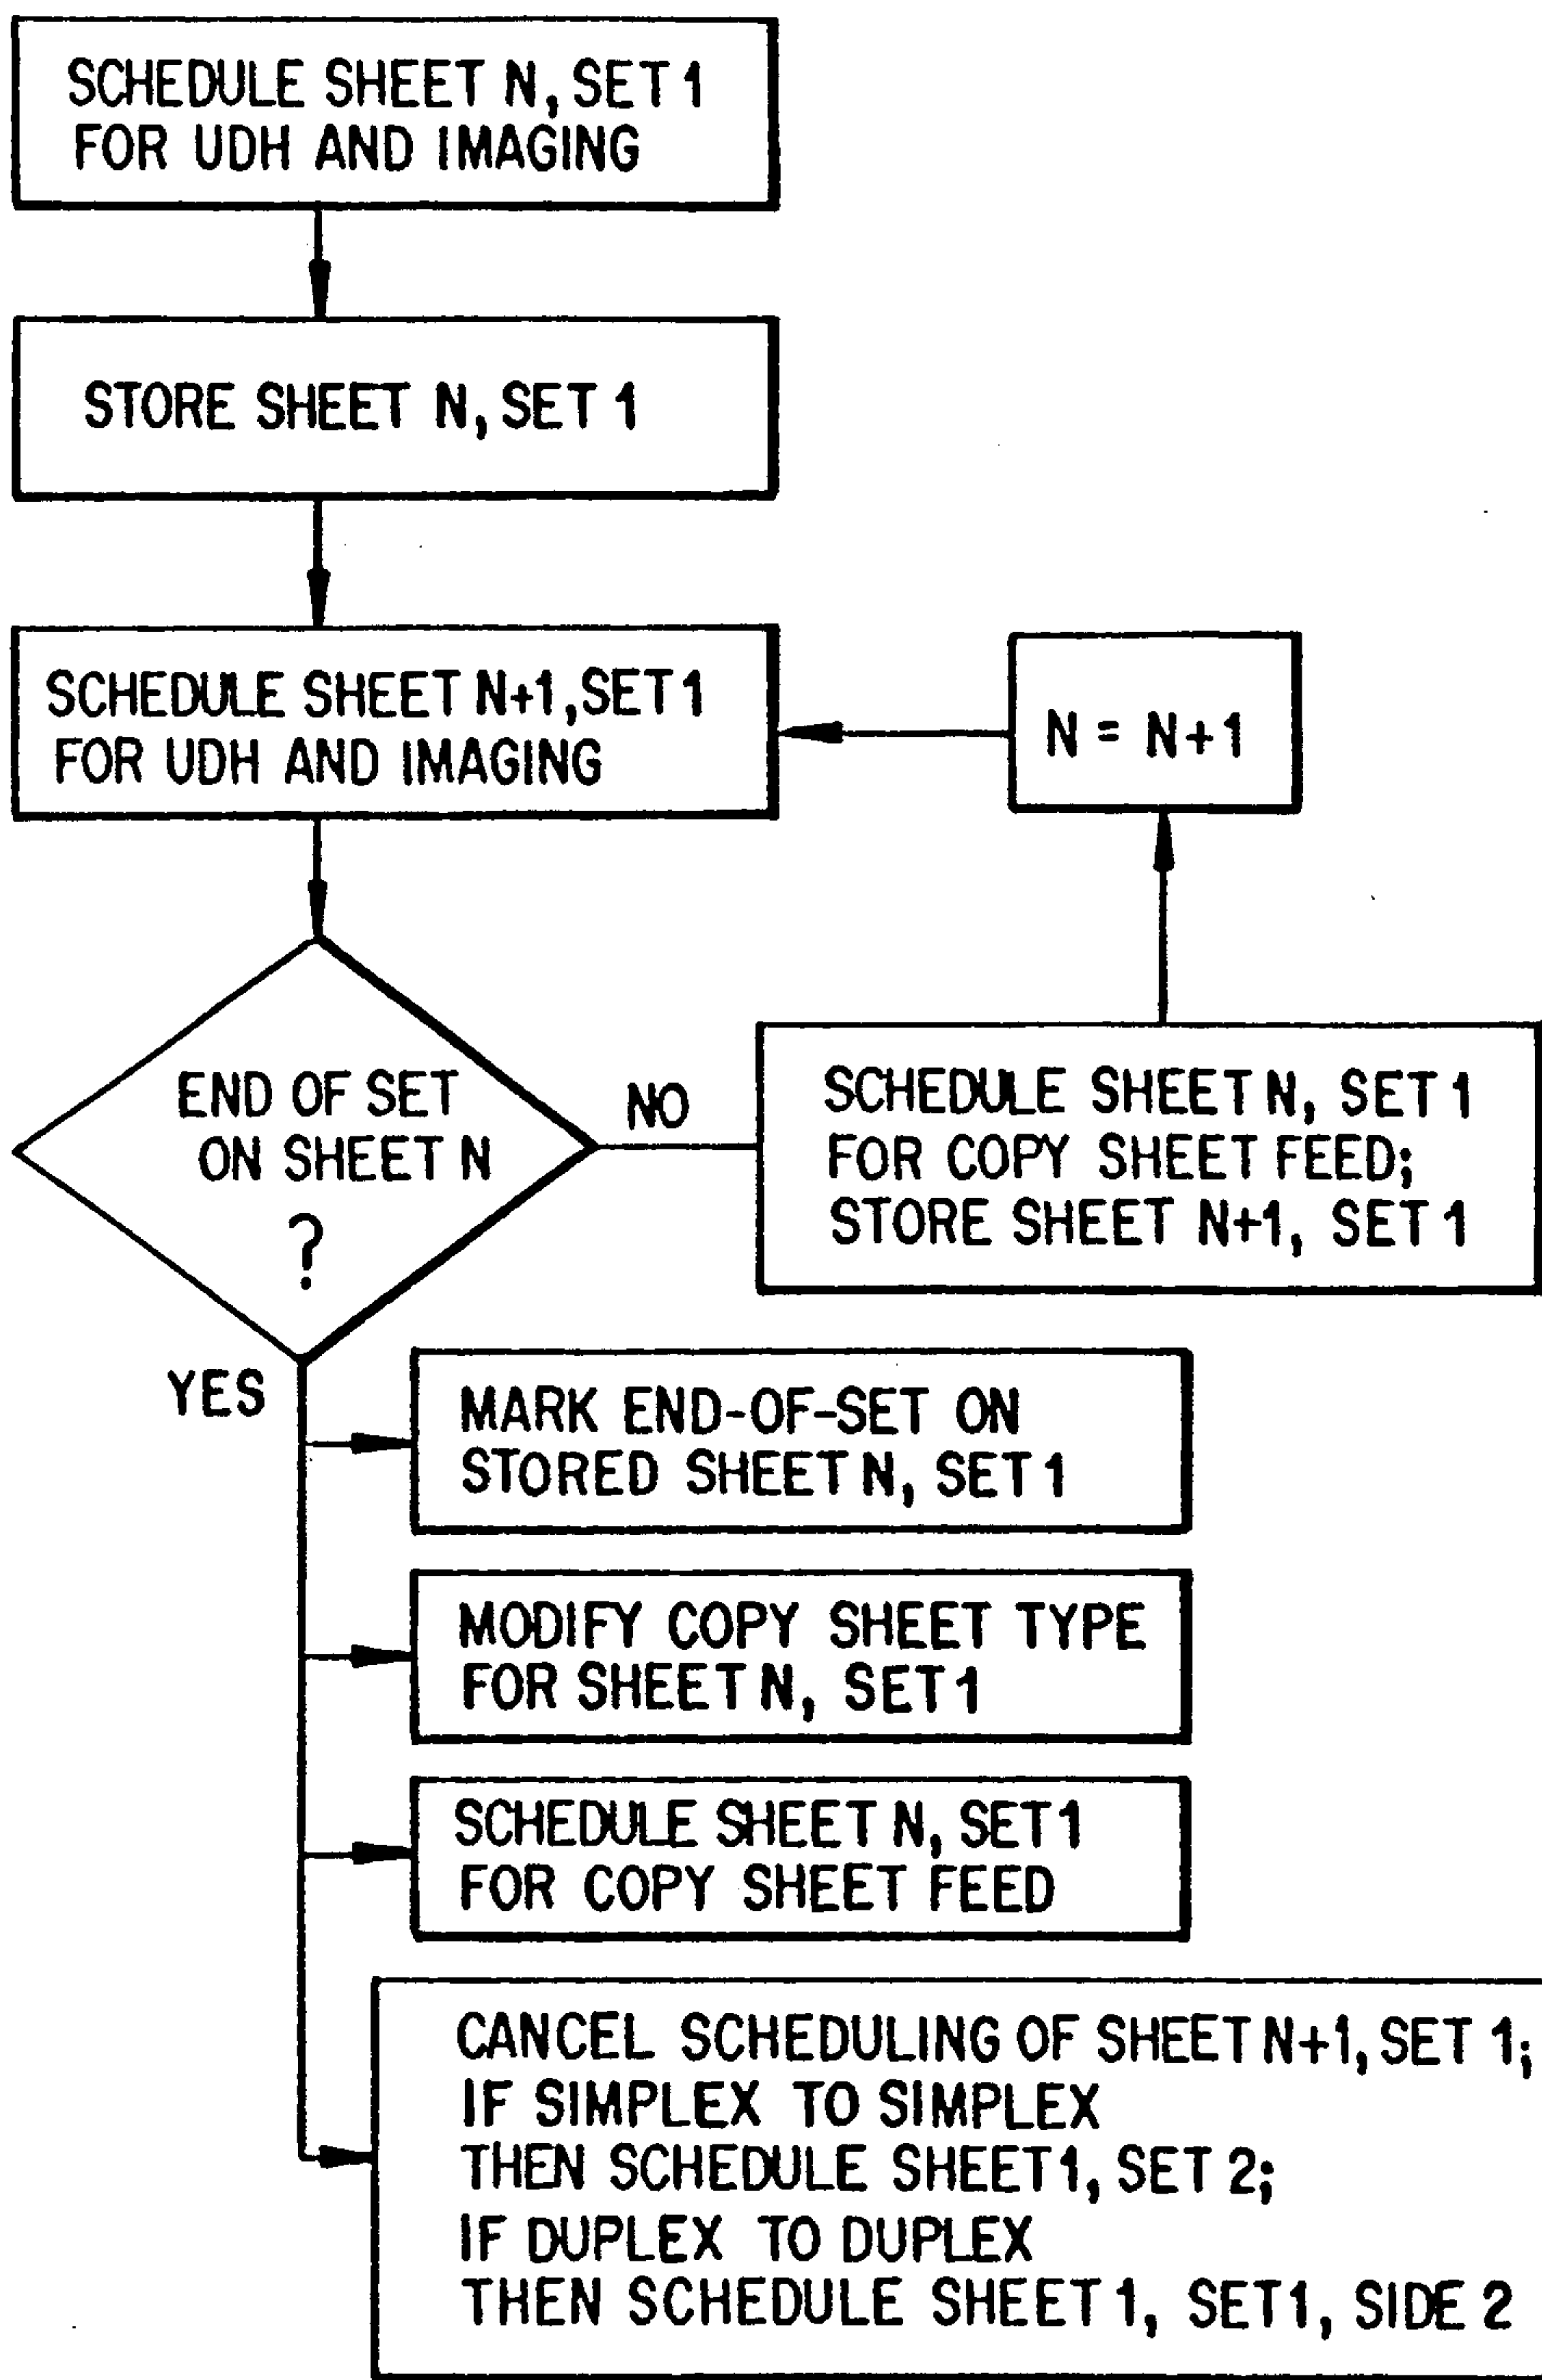 SCHEDULE SHEET N, SET 1
FOR UDH AND IMAGING
STORE SHEET N, SET 1
SCHEDULE SHEET N+1, SET 1
FOR UDH AND IMAGING
N = N+1
END OF SET
ON SHEET N
?
NO
SCHEDULE SHEET N, SET 1
FOR COPY SHEET FEED;
STORE SHEET N+1, SET 1
YES
MARK END-OF-SET ON
STORED SHEET N, SET 1
MODIFY COPY SHEET TYPE
FOR SHEET N, SET 1
SCHEDULE SHEET N, SET 1
FOR COPY SHEET FEED
CANCEL SCHEDULING OF SHEET N+1, SET 1;
IF SIMPLEX TO SIMPLEX
THEN SCHEDULE SHEET 1, SET 2;
IF DUPLEX TO DUPLEX
THEN SCHEDULE SHEET 1, SET 1, SIDE 2